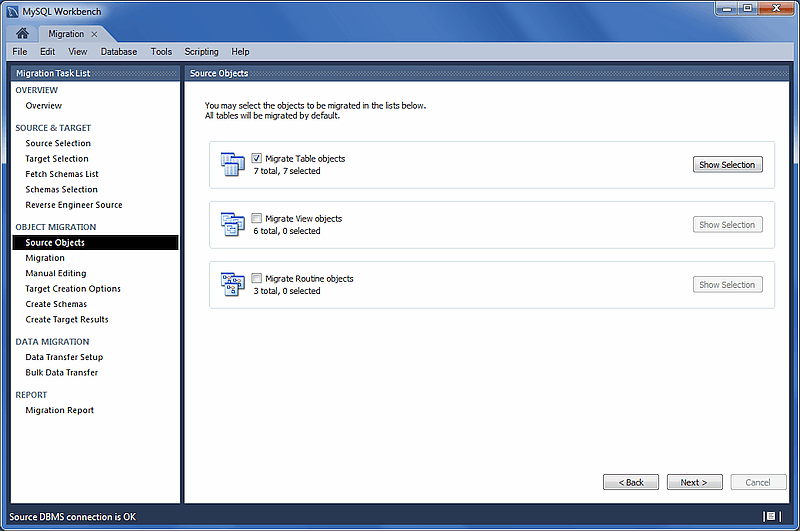 MySQL Workbench
Migration
File Edit View Database Tools Scripting Help
Migration Task List
OVERVIEW
Overview
SOURCE & TARGET
Source Selection
Target Selection
Fetch Schemas List
Schemas Selection
Reverse Engineer Source
OBJECT MIGRATION
Source Objects
Migration
Manual Editing
Target Creation Options
Create Schemas
Create Target Results
DATA MIGRATION
Data Transfer Setup
Bulk Data Transfer
REPORT
Migration Report
Source Objects
You may select the objects to be migrated in the lists below.
All tables will be migrated by default.
Migrate Table objects
7 total, 7 selected
Show Selection
Migrate View objects
6 total, 0 selected
Show Selection
Migrate Routine objects
3 total, 0 selected
Show Selection
< Back Next > Cancel
Source DBMS connection is OK